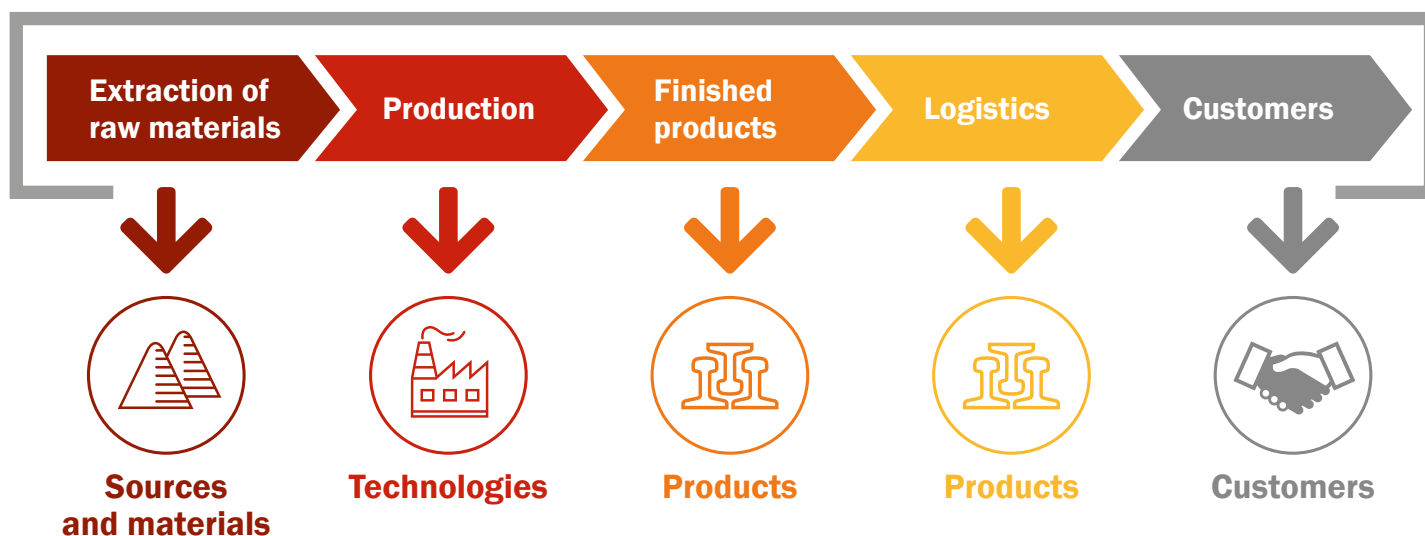 Extraction of
raw materials
Production
Finished
products
Logistics
Customers
Sources
and materials
Technologies
Products
Products
Customers